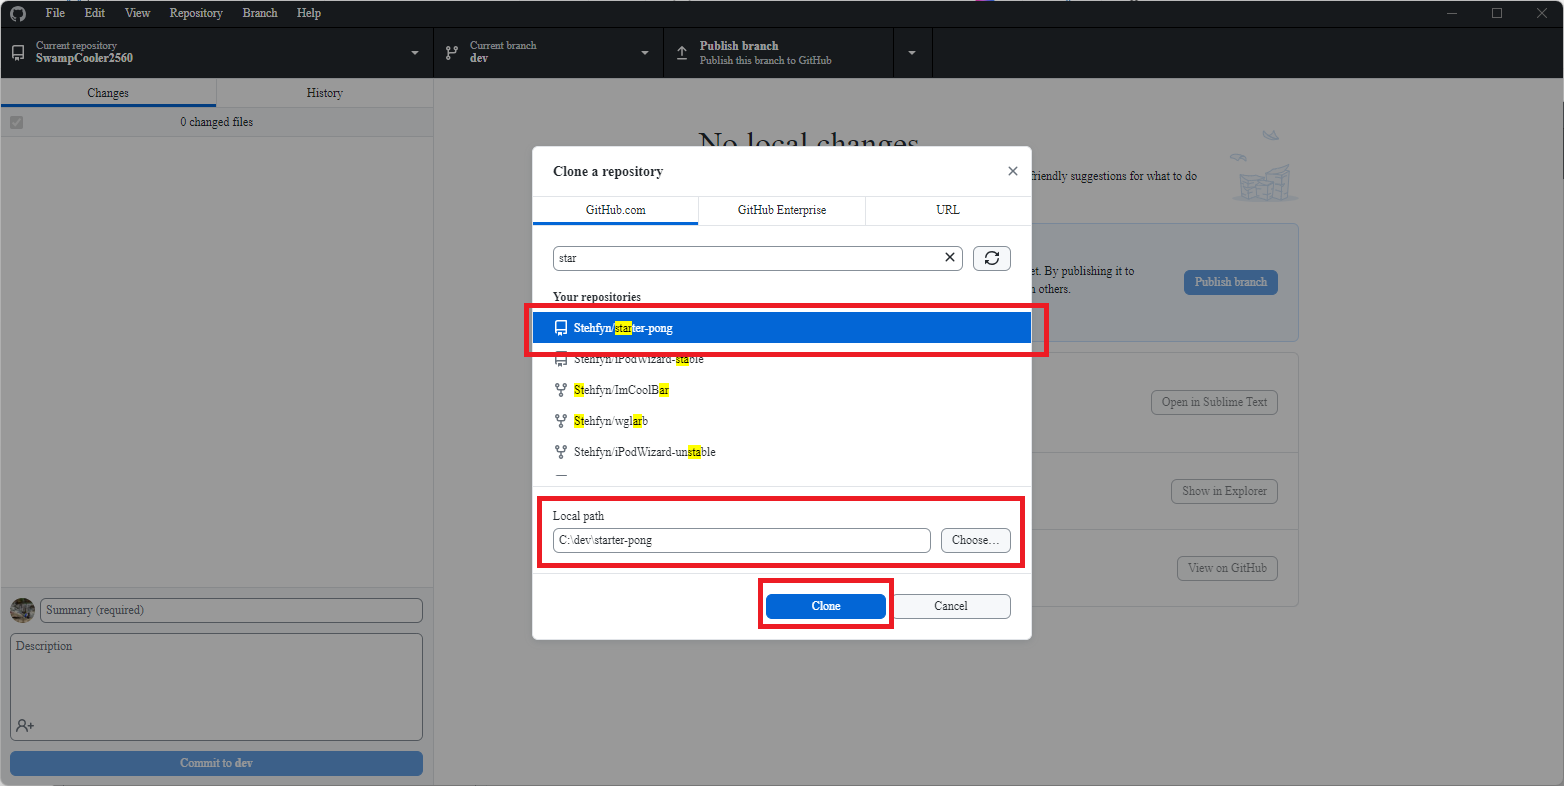 File Edit View Repository Branch Help
Current repository
SwampCooler2560
Current branch
dev
Publish branch
Publish this branch to GitHub
Changes History
0 changed files
No local changes
friendly suggestions for what to do
et. By publishing it to
others.
Publish branch
Open in Sublime Text
Show in Explorer
View on GitHub
Clone a repository
GitHub.com GitHub Enterprise URL
star
Your repositories
Stehfyn/starter-pong
Stehfyn/iPodWizard-stable
Stehfyn/ImCoolBar
Stehfyn/wglarb
Stehfyn/iPodWizard-unstable
Local path
C:\dev\starter-pong Choose...
Clone Cancel
Summary (required)
Description
Commit to dev